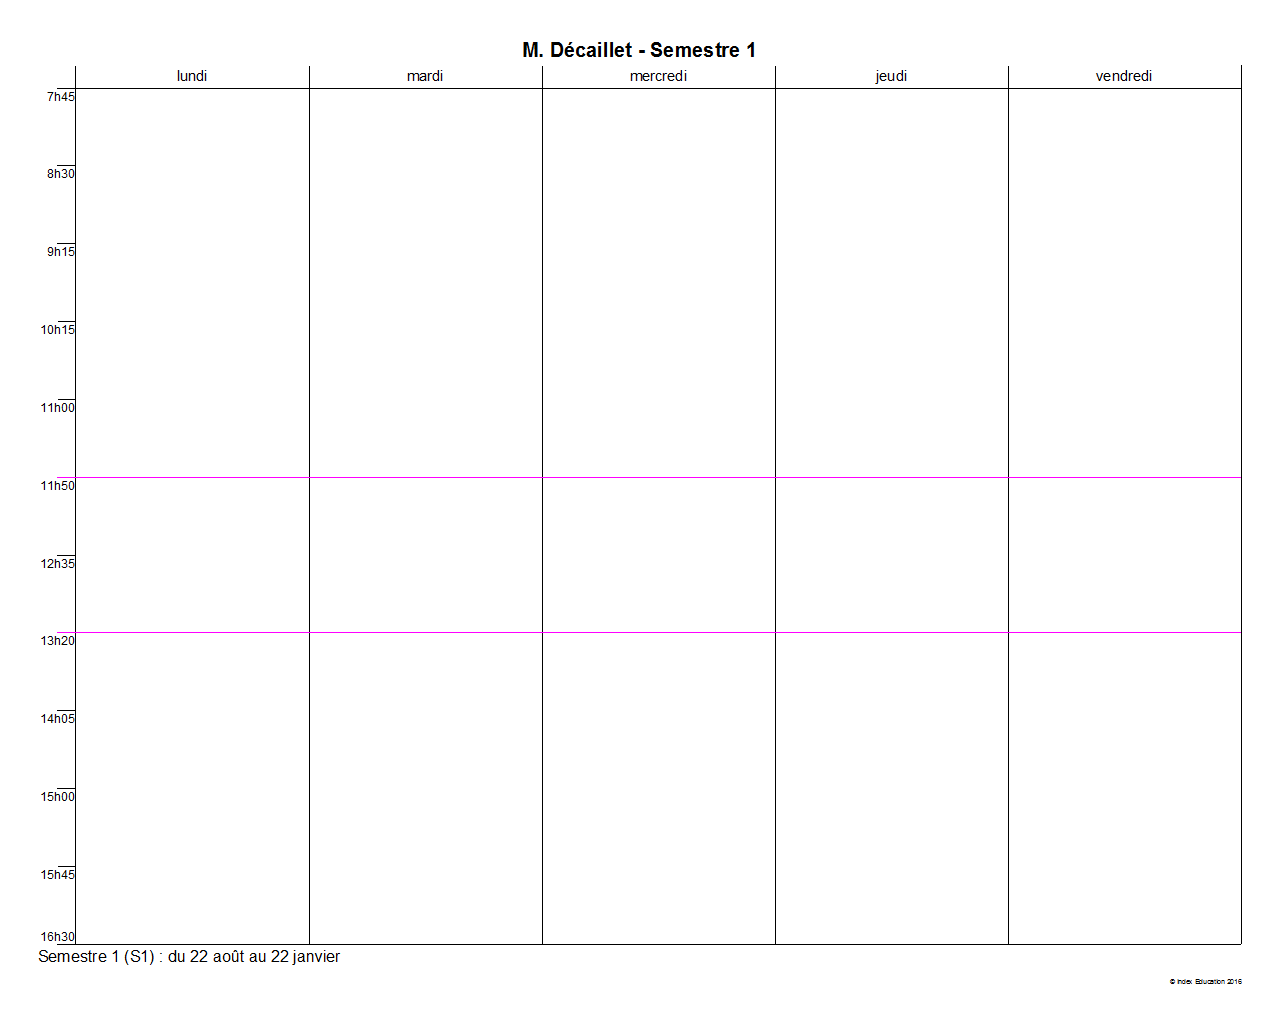 M. Décaillet - Semestre 1
lundi mardi mercredi jeudi vendredi
7h45
8h30
9h15
10h15
11h00
11h50
12h35
13h20
14h05
15h00
15h45
16h30
Semestre 1 (S1) : du 22 août au 22 janvier
© Index Education 2016